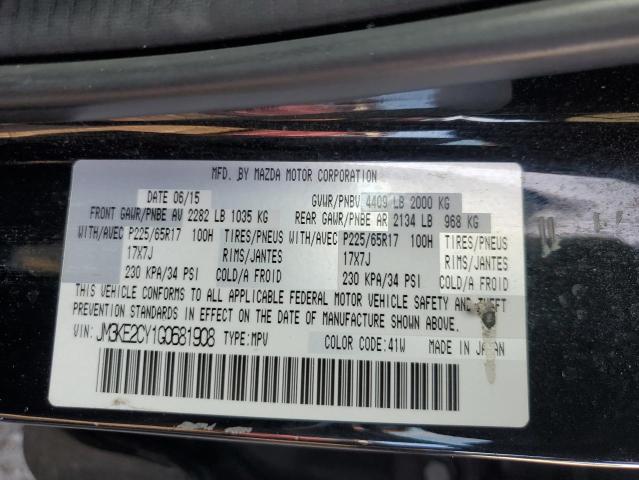 MFD. BY MAZDA MOTOR CORPORATION
DATE 06/15 GVWR/PNBV 4409 LB 2000 KG
FRONT GAWR/PNBE AV 2282 LB 1035 KG REAR GAWR/PNBE AR 2134 LB 968 KG
WITH/AVEC P225/65R17 100H TIRES/PNEUS WITH/AVEC P225/65R17 100H TIRES/PNEUS
17X7J RIMS/JANTES 17X7J RIMS/JANTES
230 KPA/34 PSI COLD/A FROID 230 KPA/34 PSI COLD/A FROID
THIS VEHICLE CONFORMS TO ALL APPLICABLE FEDERAL MOTOR VEHICLE SAFETY AND THEFT
PREVENTION STANDARDS IN EFFECT ON THE DATE OF MANUFACTURE SHOWN ABOVE.
VIN: JM3KE2CY1G0681908 TYPE:MPV COLOR CODE:41W MADE IN JAPAN